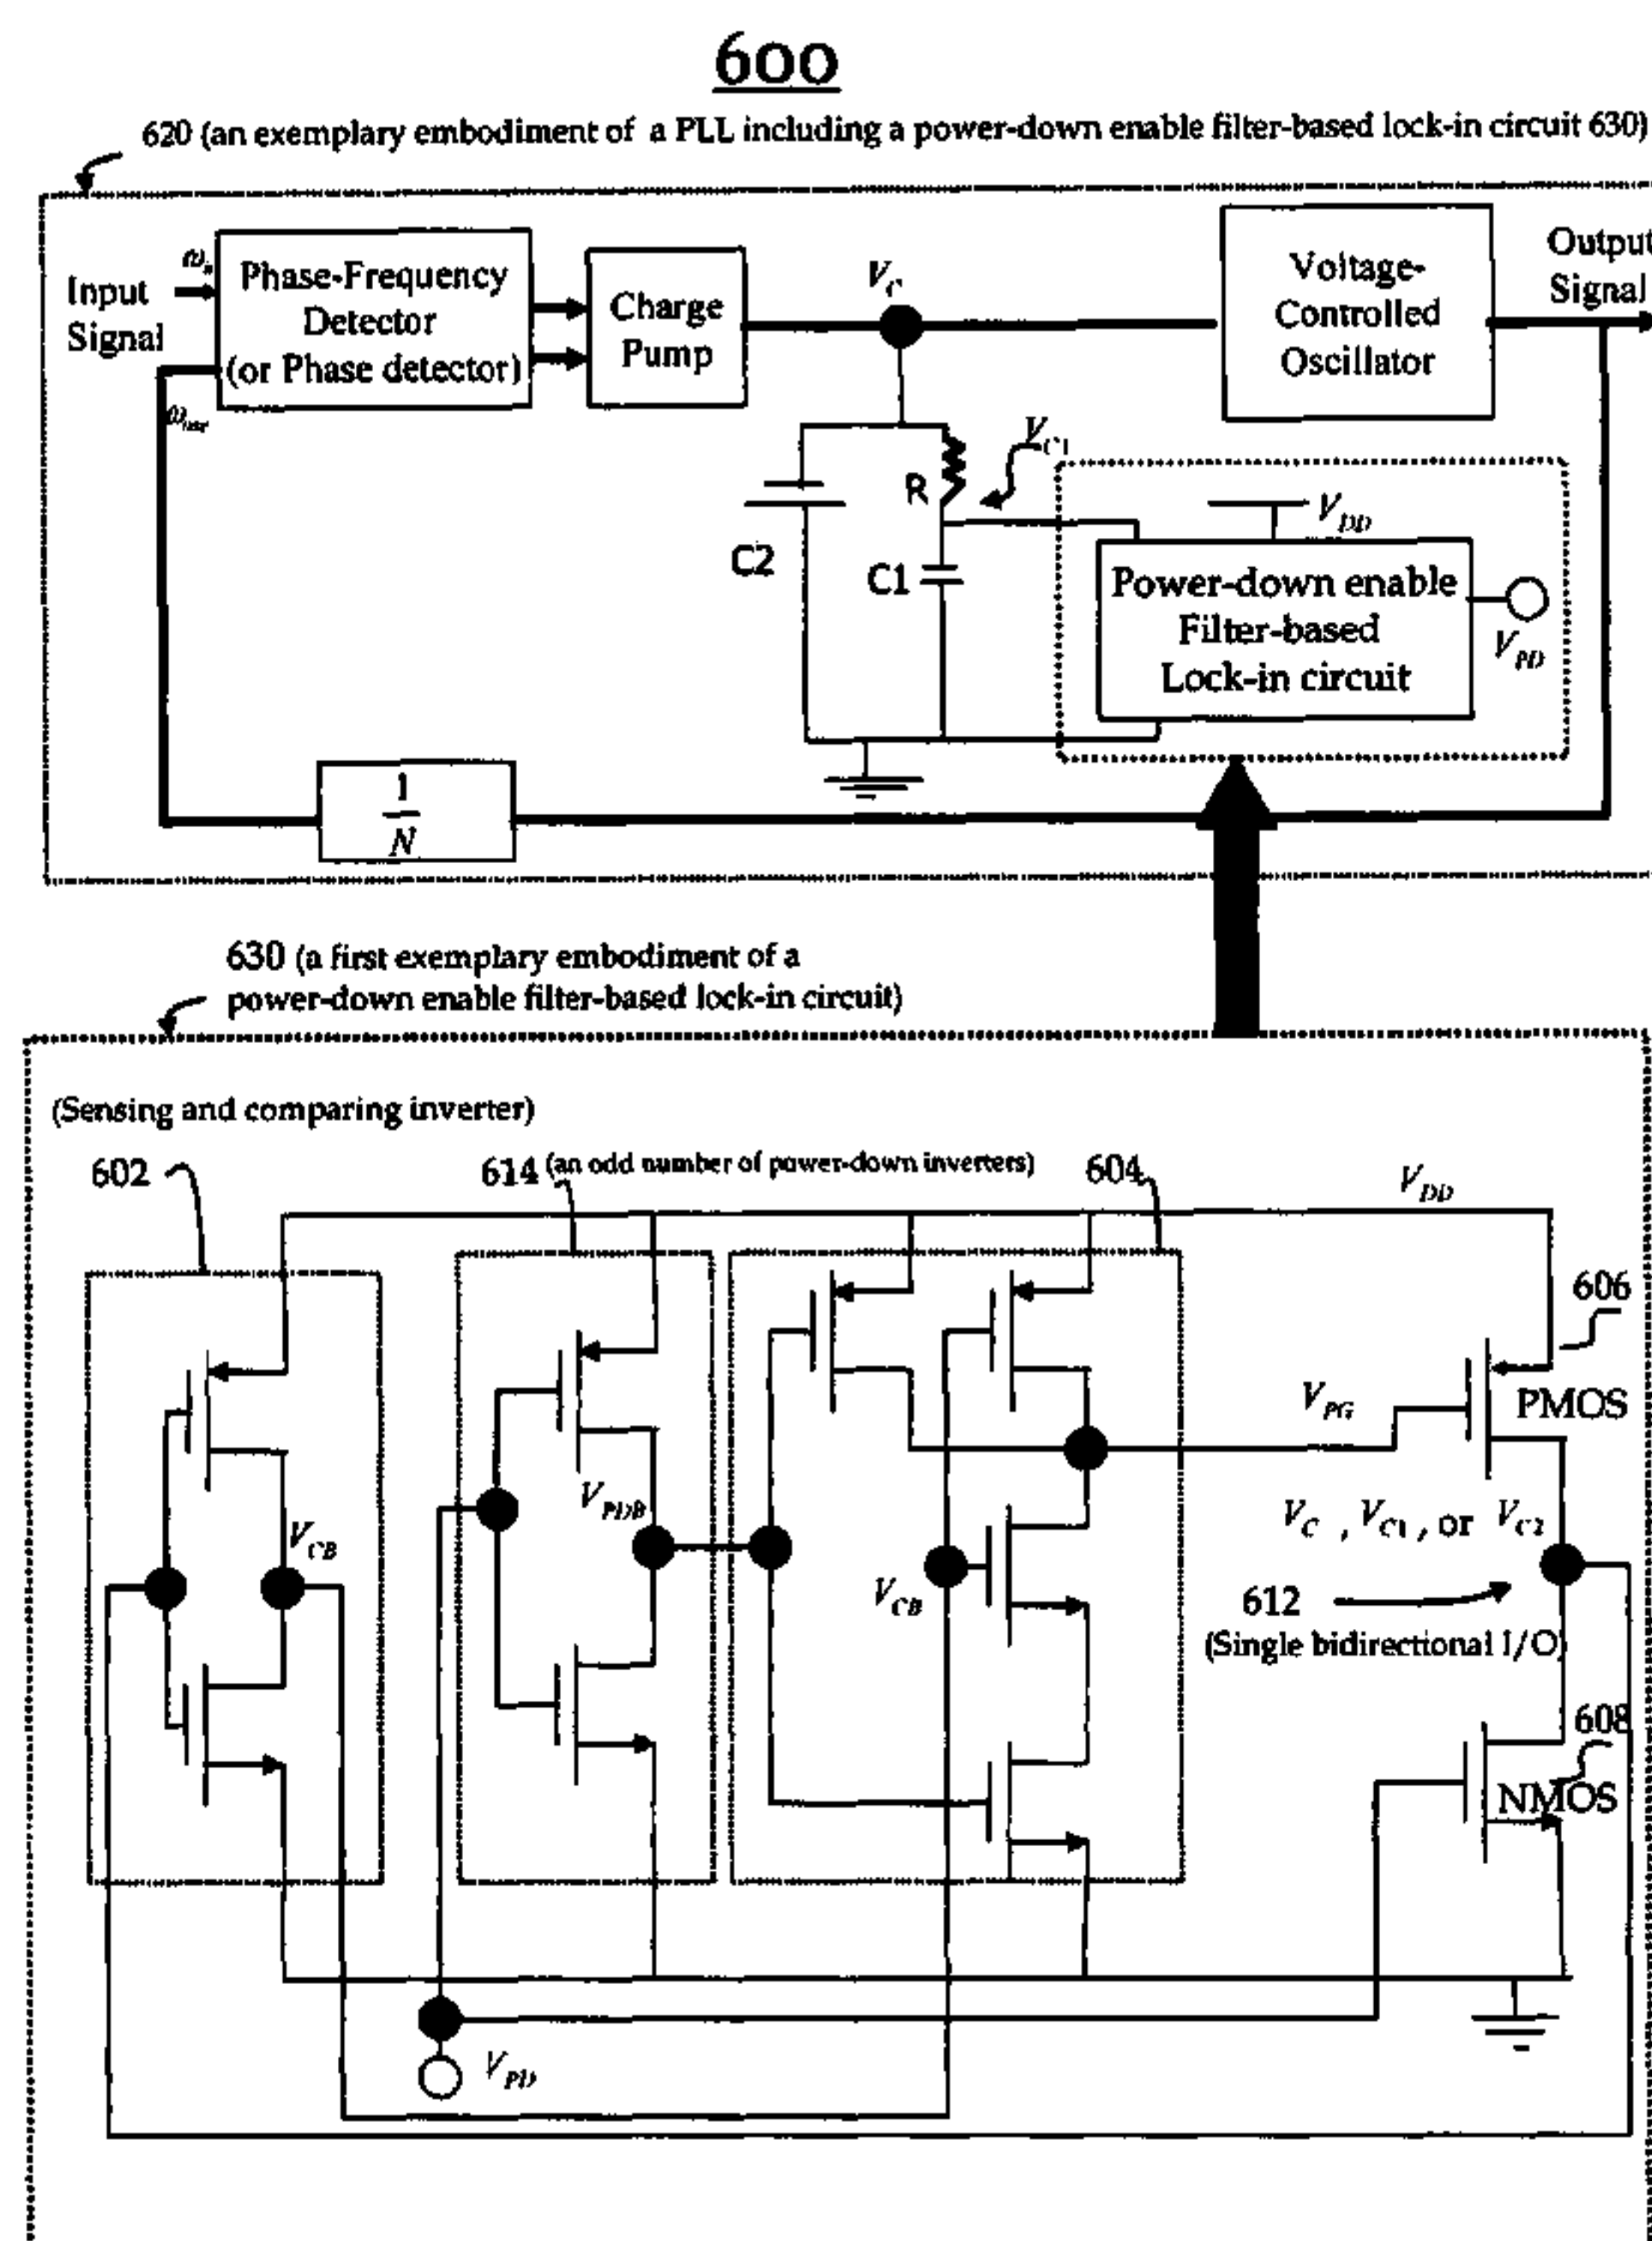 600
620 (an exemplary embodiment of a PLL including a power-down enable filter-based lock-in circuit 630)
Input
Signal
Phase-Frequency
Detector
(or Phase detector)
Charge
Pump
V_C
Voltage-
Controlled
Oscillator
Output
Signal
R
V_C1
C2
C1
V_DD
Power-down enable
Filter-based
Lock-in circuit
V_PD
1
N
630 (a first exemplary embodiment of a
power-down enable filter-based lock-in circuit)
(Sensing and comparing inverter)
602
614 (an odd number of power-down inverters)
604
V_DD
606
PMOS
V_PG
V_PDB
V_CB
V_CB
V_C , V_C1 , or V_C2
612
(Single bidirectional I/O)
608
NMOS
V_PD